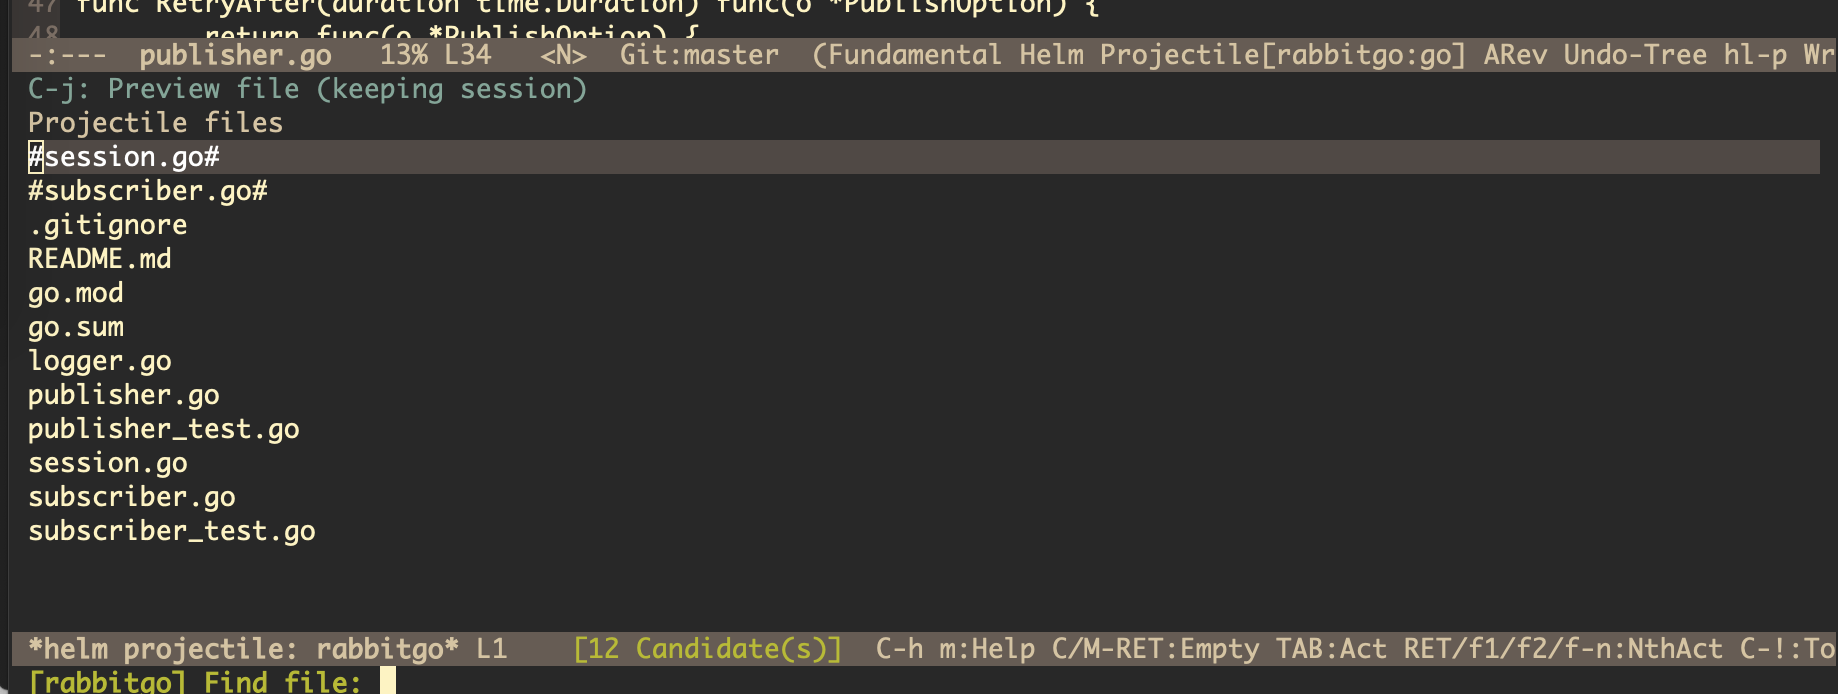 47 func RetryAfter(duration time.Duration) func(o *PublishOption) {
48         return func(o *PublishOption) {
-:---  publisher.go   13% L34   <N>  Git:master  (Fundamental Helm Projectile[rabbitgo:go] ARev Undo-Tree hl-p Wr
C-j: Preview file (keeping session)
Projectile files
#session.go#
#subscriber.go#
.gitignore
README.md
go.mod
go.sum
logger.go
publisher.go
publisher_test.go
session.go
subscriber.go
subscriber_test.go
*helm projectile: rabbitgo* L1    [12 Candidate(s)]  C-h m:Help C/M-RET:Empty TAB:Act RET/f1/f2/f-n:NthAct C-!:To
[rabbitgo] Find file: